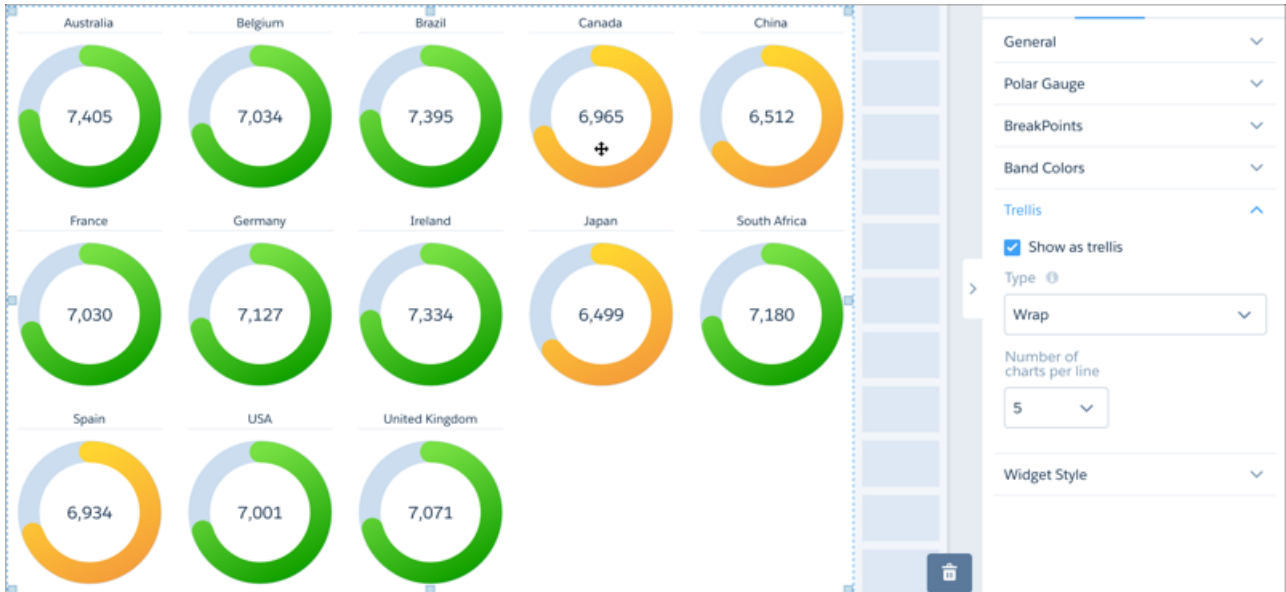 Australia Belgium Brazil Canada China
7,405 7,034 7,395 6,965 6,512
France Germany Ireland Japan South Africa
7,030 7,127 7,334 6,499 7,180
Spain USA United Kingdom
6,934 7,001 7,071
General
Polar Gauge
BreakPoints
Band Colors
Trellis
Show as trellis
Type
Wrap
Number of
charts per line
5
Widget Style